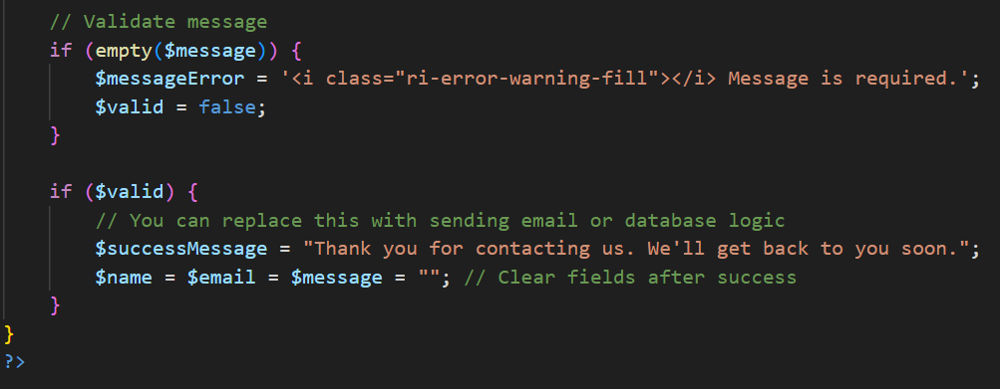 // Validate message
if (empty($message)) {
$messageError = '<i class="ri-error-warning-fill"></i> Message is required.';
$valid = false;
}
if ($valid) {
// You can replace this with sending email or database logic
$successMessage = "Thank you for contacting us. We'll get back to you soon.";
$name = $email = $message = ""; // Clear fields after success
}
}
?>